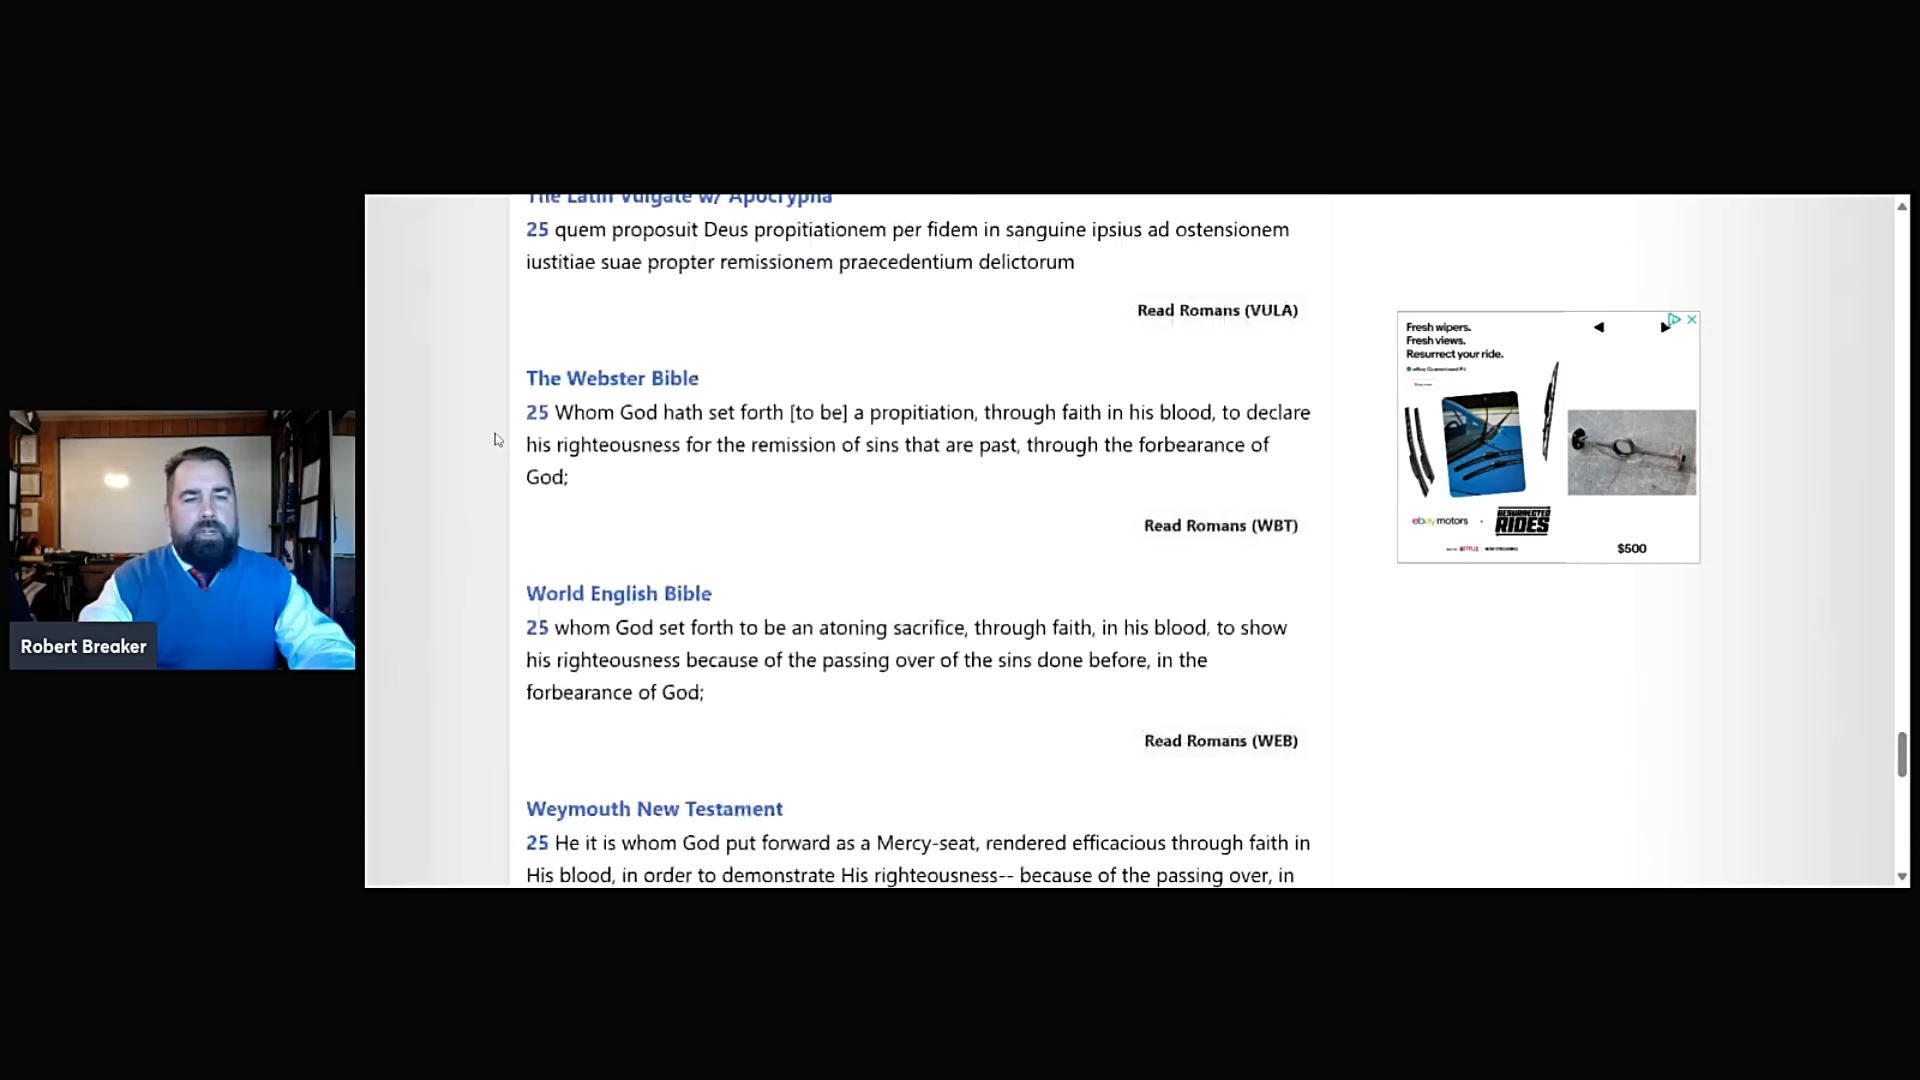 The Latin Vulgate w/ Apocrypha
25 quem proposuit Deus propitiationem per fidem in sanguine ipsius ad ostensionem
iustitiae suae propter remissionem praecedentium delictorum
Read Romans (VULA)
The Webster Bible
25 Whom God hath set forth [to be] a propitiation, through faith in his blood, to declare
his righteousness for the remission of sins that are past, through the forbearance of
God;
Read Romans (WBT)
World English Bible
25 whom God set forth to be an atoning sacrifice, through faith, in his blood, to show
his righteousness because of the passing over of the sins done before, in the
forbearance of God;
Read Romans (WEB)
Weymouth New Testament
25 He it is whom God put forward as a Mercy-seat, rendered efficacious through faith in
His blood, in order to demonstrate His righteousness-- because of the passing over, in
Fresh wipers.
Fresh views.
Resurrect your ride.
ebay motors
RESURRECTED
RIDES
NETFLIX
$500
Robert Breaker